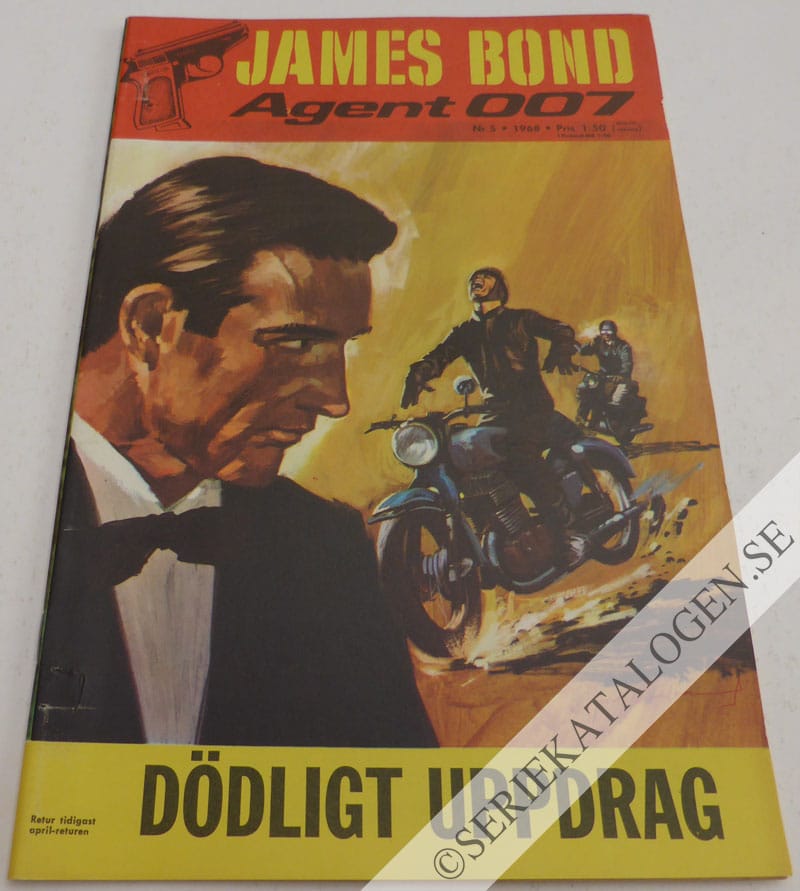 JAMES BOND
Agent 007
Nr 5 • 1968 • Pris 1:50
DÖDLIGT UPPDRAG
Retur tidigast
april-returen
©SERIEKATALOGEN.SE